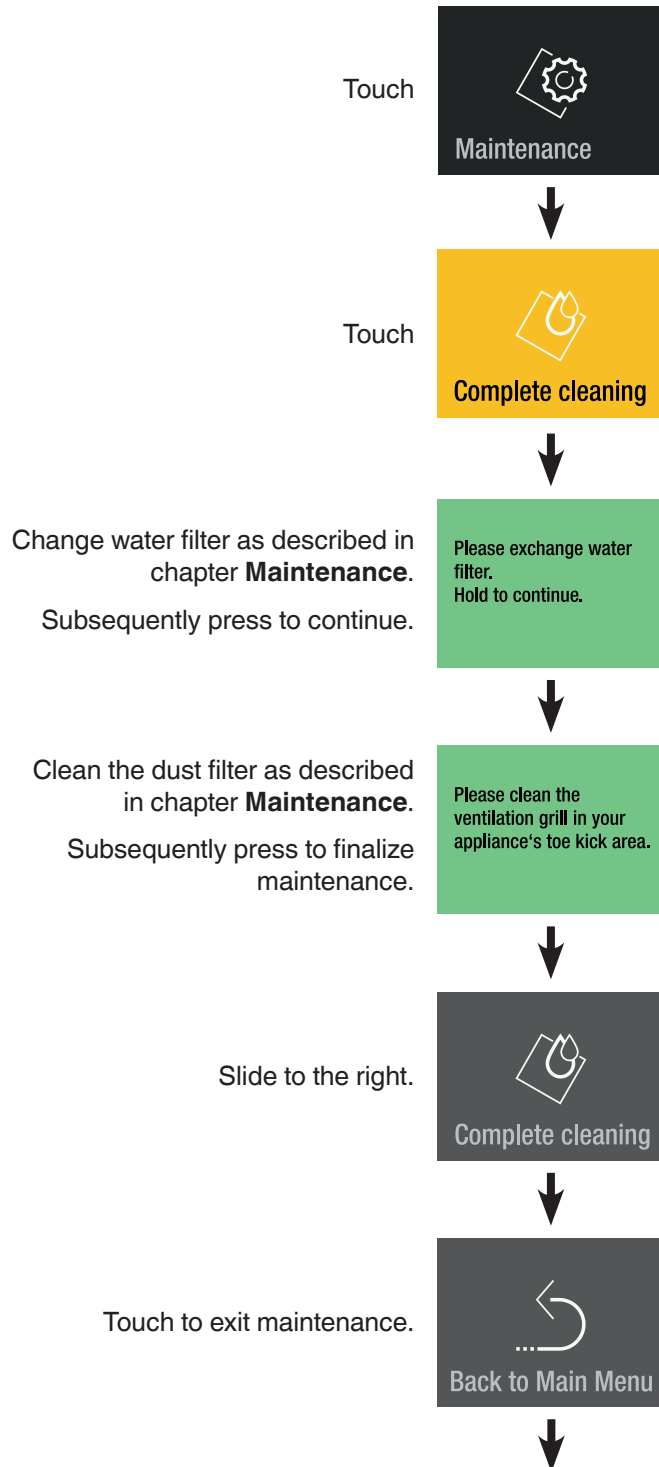 Touch
Maintenance
Touch
Complete cleaning
Change water filter as described in
chapter Maintenance.
Subsequently press to continue.
Please exchange water
filter.
Hold to continue.
Clean the dust filter as described
in chapter Maintenance.
Subsequently press to finalize
maintenance.
Please clean the
ventilation grill in your
appliance‘s toe kick area.
Slide to the right.
Complete cleaning
Touch to exit maintenance.
Back to Main Menu